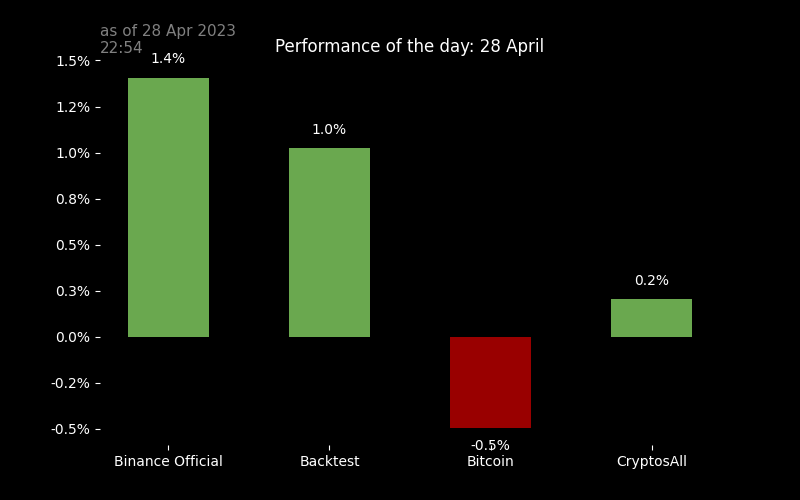 as of 28 Apr 2023
22:54
Performance of the day: 28 April
1.5%
1.2%
1.0%
0.8%
0.5%
0.3%
0.0%
-0.2%
-0.5%
1.4%
1.0%
-0.5%
0.2%
Binance Official
Backtest
Bitcoin
CryptosAll